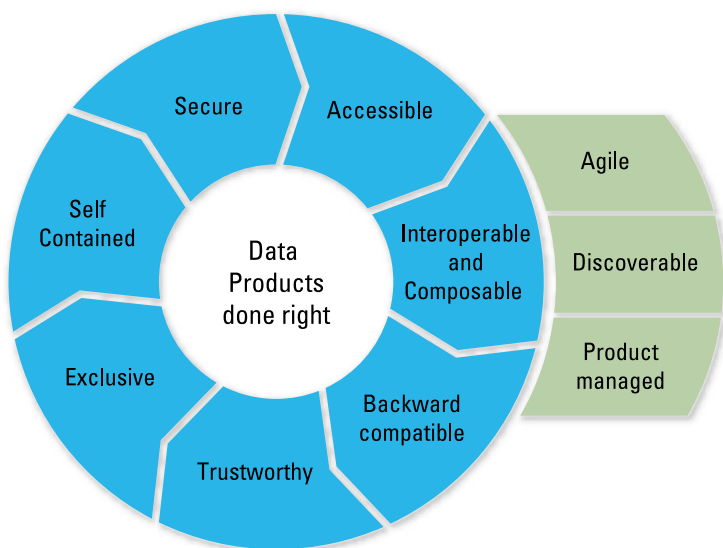 Secure
Accessible
Agile
Self
Contained
Data
Products
done right
Interoperable
and
Composable
Discoverable
Exclusive
Product
managed
Backward
compatible
Trustworthy